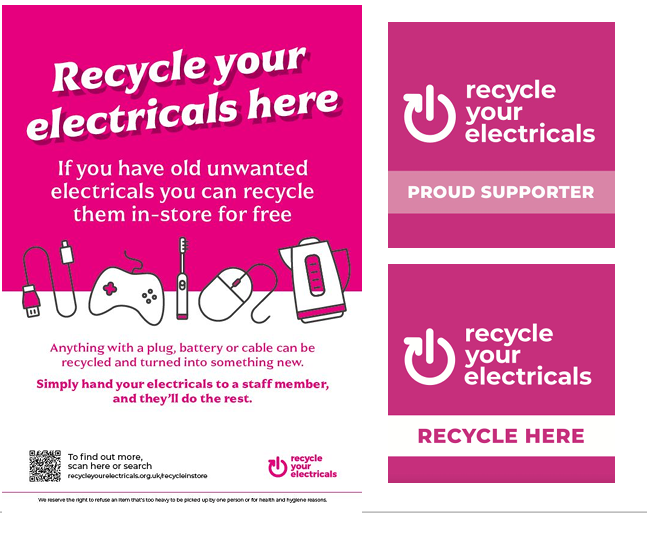 Recycle your
electricals here
If you have old unwanted
electricals you can recycle
them in-store for free
Anything with a plug, battery or cable can be
recycled and turned into something new.
Simply hand your electricals to a staff member,
and they'll do the rest.
To find out more,
scan here or search
recycleyourelectricals.org.uk/recycleinstore
recycle
your
electricals
We reserve the right to refuse an item that's too heavy to be picked up by one person or for health and hygiene reasons.
recycle
your
electricals
PROUD SUPPORTER
recycle
your
electricals
RECYCLE HERE